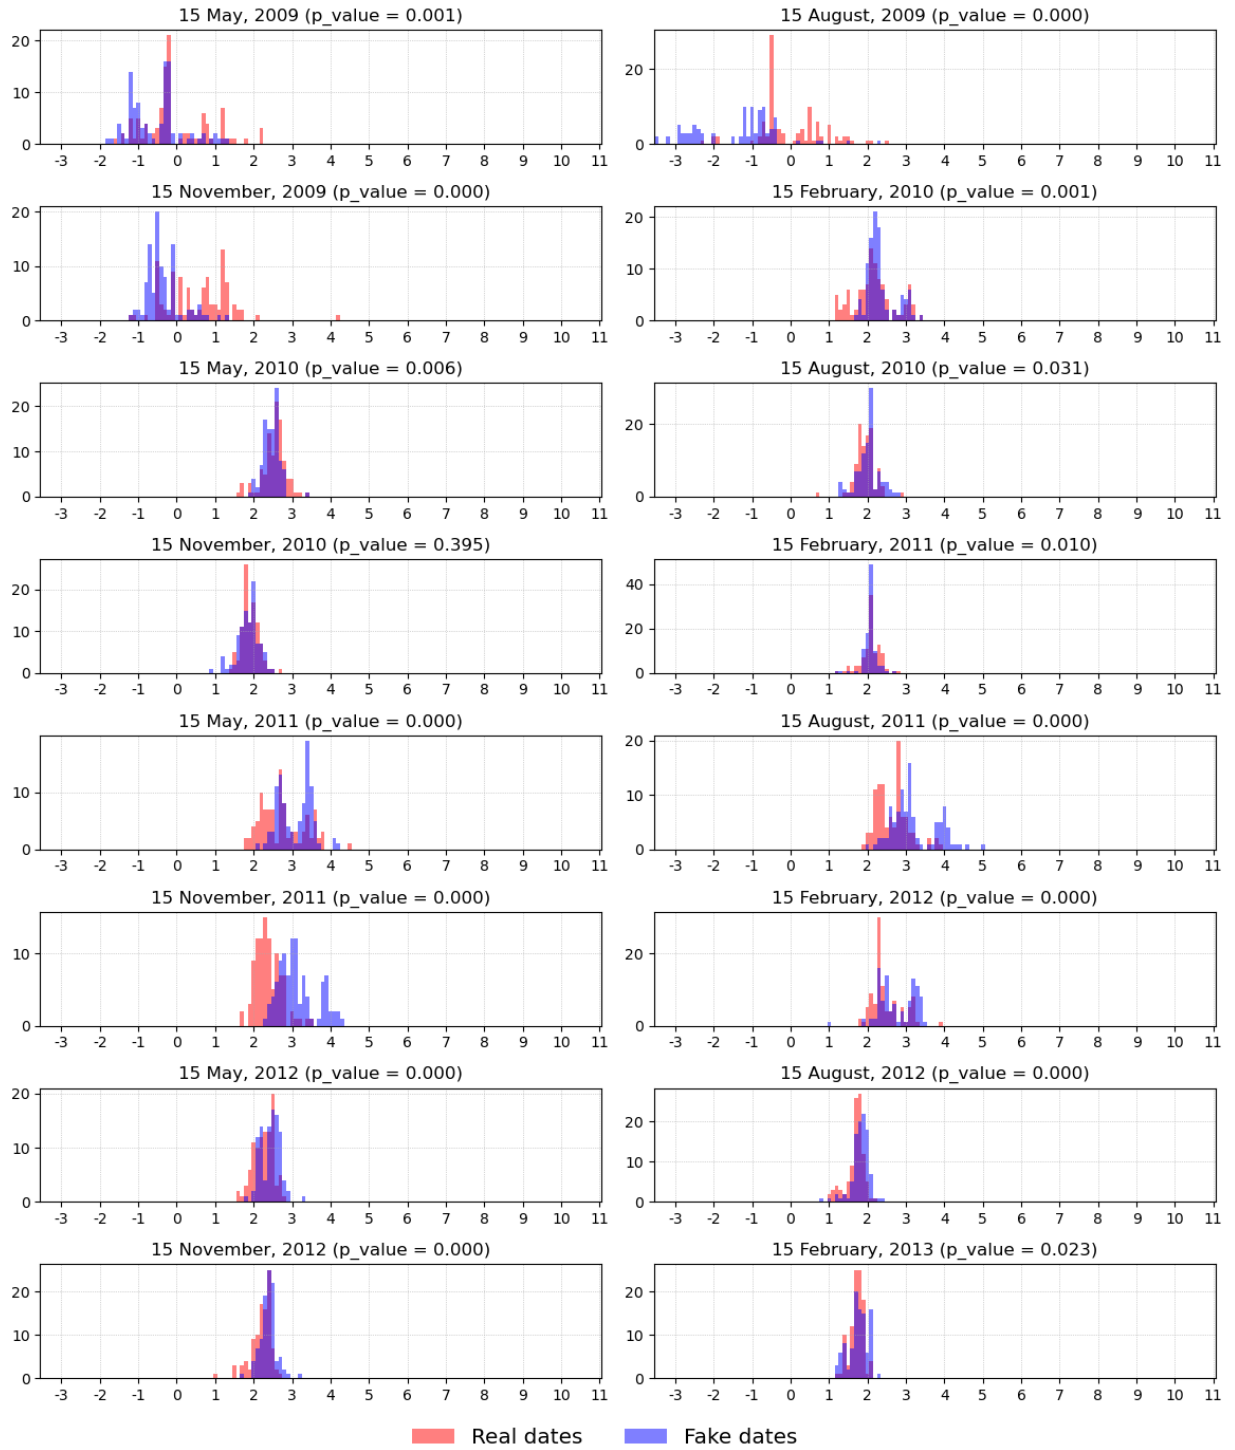 15 May, 2009 (p_value = 0.001)
20
10
0
-3 -2 -1 0 1 2 3 4 5 6 7 8 9 10 11
15 August, 2009 (p_value = 0.000)
20
0
-3 -2 -1 0 1 2 3 4 5 6 7 8 9 10 11
15 November, 2009 (p_value = 0.000)
20
10
0
-3 -2 -1 0 1 2 3 4 5 6 7 8 9 10 11
15 February, 2010 (p_value = 0.001)
20
10
0
-3 -2 -1 0 1 2 3 4 5 6 7 8 9 10 11
15 May, 2010 (p_value = 0.006)
20
10
0
-3 -2 -1 0 1 2 3 4 5 6 7 8 9 10 11
15 August, 2010 (p_value = 0.031)
20
0
-3 -2 -1 0 1 2 3 4 5 6 7 8 9 10 11
15 November, 2010 (p_value = 0.395)
20
10
0
-3 -2 -1 0 1 2 3 4 5 6 7 8 9 10 11
15 February, 2011 (p_value = 0.010)
40
20
0
-3 -2 -1 0 1 2 3 4 5 6 7 8 9 10 11
15 May, 2011 (p_value = 0.000)
10
0
-3 -2 -1 0 1 2 3 4 5 6 7 8 9 10 11
15 August, 2011 (p_value = 0.000)
20
10
0
-3 -2 -1 0 1 2 3 4 5 6 7 8 9 10 11
15 November, 2011 (p_value = 0.000)
10
0
-3 -2 -1 0 1 2 3 4 5 6 7 8 9 10 11
15 February, 2012 (p_value = 0.000)
20
0
-3 -2 -1 0 1 2 3 4 5 6 7 8 9 10 11
15 May, 2012 (p_value = 0.000)
20
10
0
-3 -2 -1 0 1 2 3 4 5 6 7 8 9 10 11
15 August, 2012 (p_value = 0.000)
20
10
0
-3 -2 -1 0 1 2 3 4 5 6 7 8 9 10 11
15 November, 2012 (p_value = 0.000)
20
10
0
-3 -2 -1 0 1 2 3 4 5 6 7 8 9 10 11
15 February, 2013 (p_value = 0.023)
20
10
0
-3 -2 -1 0 1 2 3 4 5 6 7 8 9 10 11
Real dates Fake dates